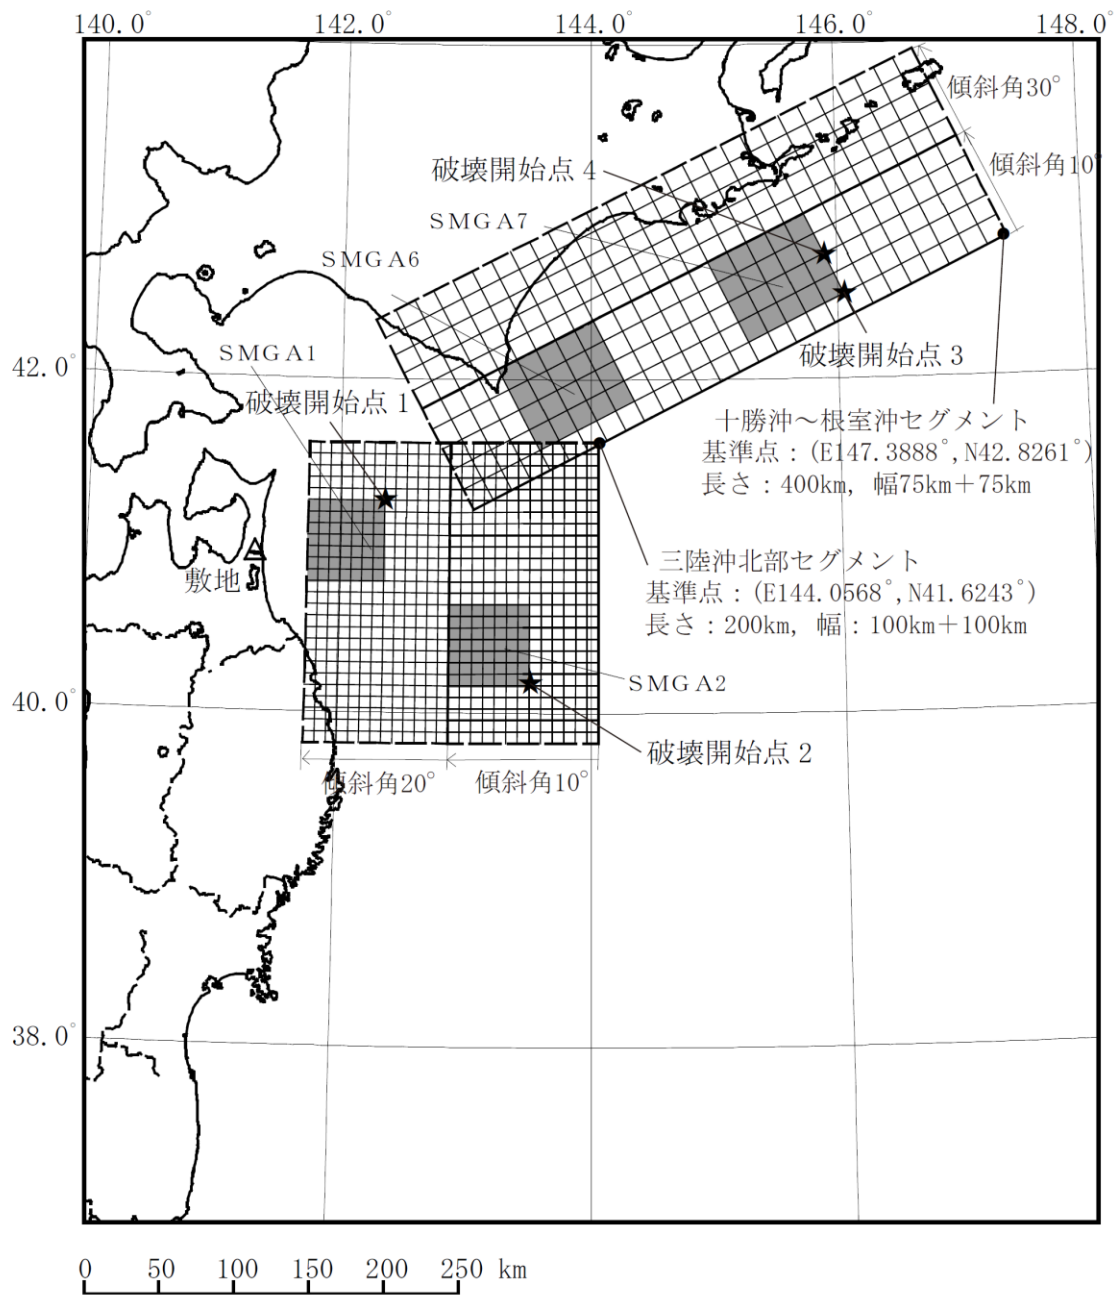 140.0°
142.0°
144.0°
146.0°
148.0°
傾斜角30°
破壊開始点4
傾斜角10°
SMGA7
SMGA6
SMGA1
42.0°
破壊開始点3
破壊開始点1
十勝沖～根室沖セグメント
基準点：(E147.3888°,N42.8261°)
長さ：400km, 幅75km＋75km
敷地
三陸沖北部セグメント
基準点：(E144.0568°,N41.6243°)
長さ：200km, 幅：100km＋100km
SMGA2
40.0°
破壊開始点2
傾斜角20°
傾斜角10°
38.0°
0 50 100 150 200 250 km